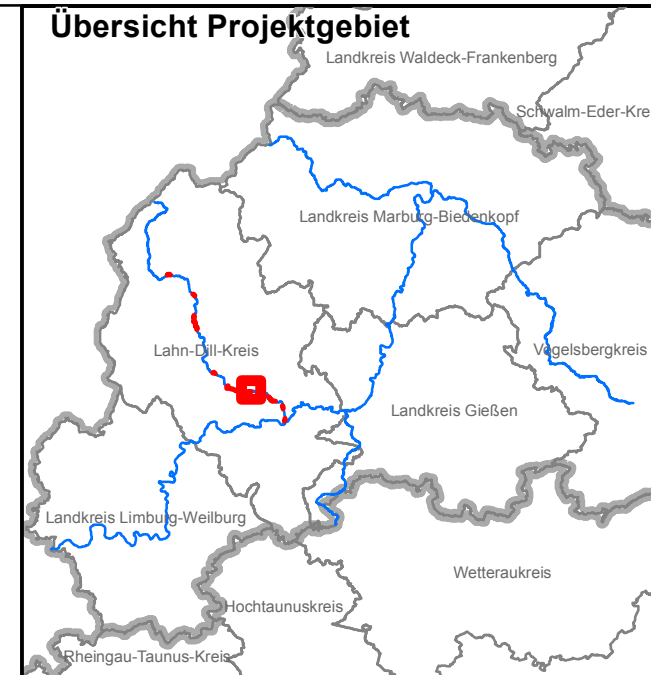 Übersicht Projektgebiet
Landkreis Waldeck-Frankenberg
Schwalm-Eder-Kre
Landkreis Marburg-Biedenkopf
Lahn-Dill-Kreis
Vogelsbergkreis
Landkreis Gießen
Landkreis Limburg-Weilburg
Wetteraukreis
Hochtaunuskreis
Rheingau-Taunus-Kreis